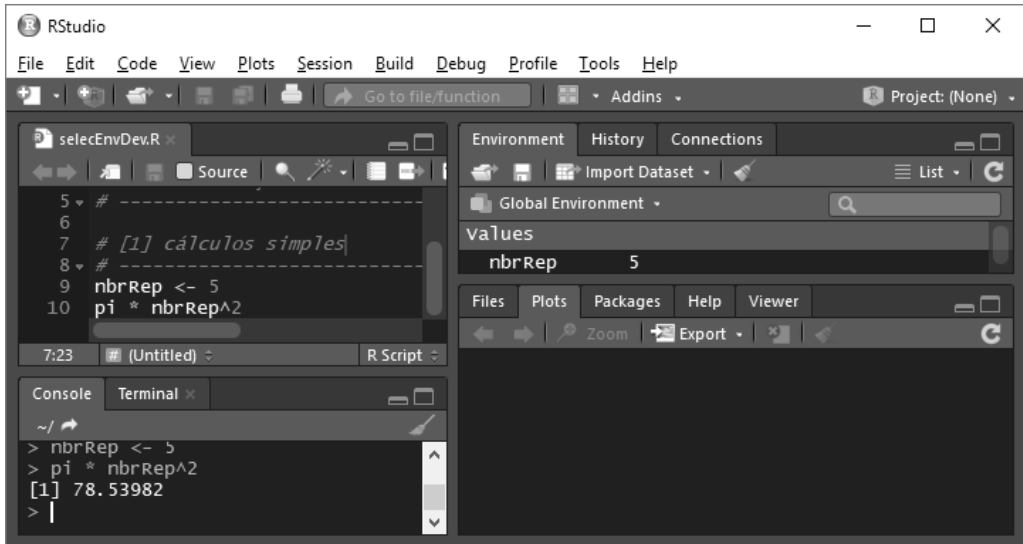 RStudio
File Edit Code View Plots Session Build Debug Profile Tools Help
Go to file/function
Addins
Project: (None)
selecEnvDev.R
Source
5 # ----------------------------
6
7 # [1] cálculos simples
8 # ----------------------------
9 nbrRep <- 5
10 pi * nbrRep^2
7:23 # (Untitled) R Script
Console Terminal
~/
> nbrRep <- 5
> pi * nbrRep^2
[1] 78.53982
>
Environment History Connections
Import Dataset List
Global Environment
Values
nbrRep 5
Files Plots Packages Help Viewer
Zoom Export